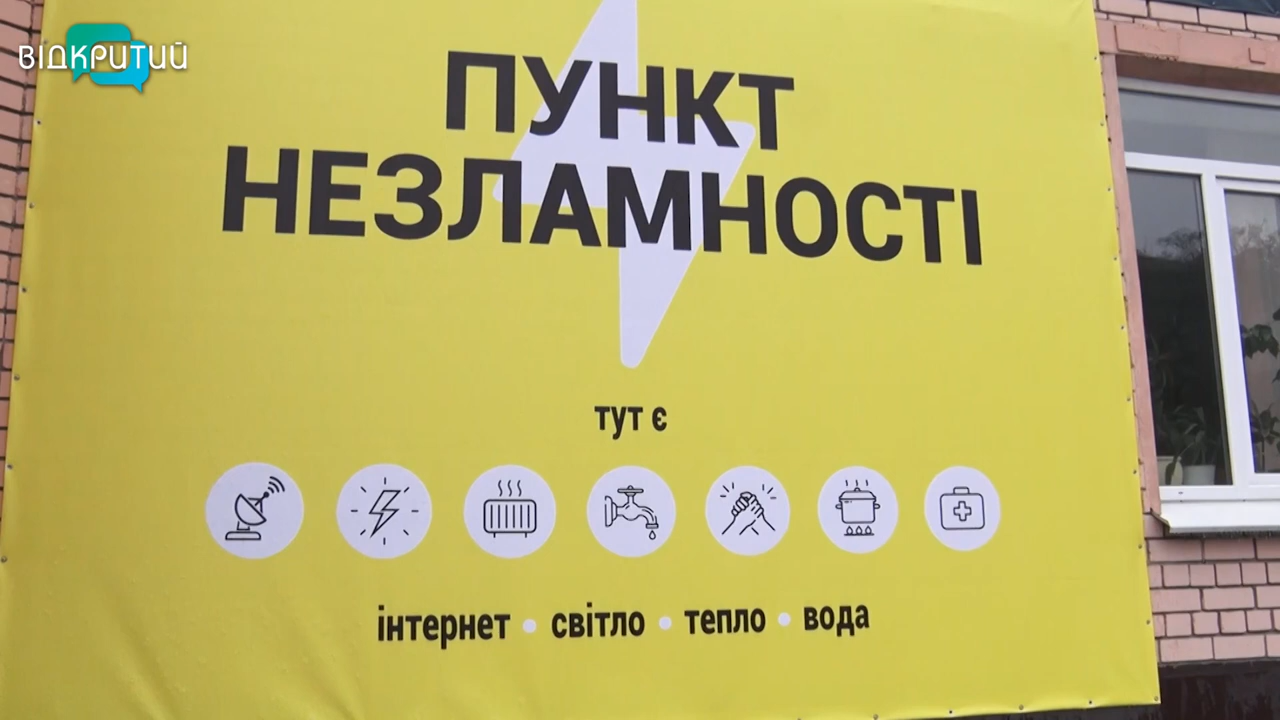 ВІДКРИТИЙ
ПУНКТ
НЕЗЛАМНОСТІ
тут є
інтернет • світло • тепло • вода